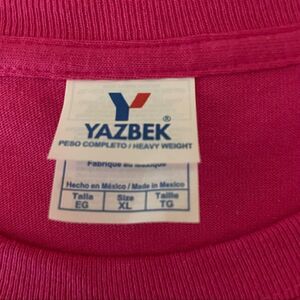 YAZBEK®
PESO COMPLETO / HEAVY WEIGHT
Fabriqué au Mexique
Hecho en México / Made in Mexico
Talla Size Taille
EG XL TG